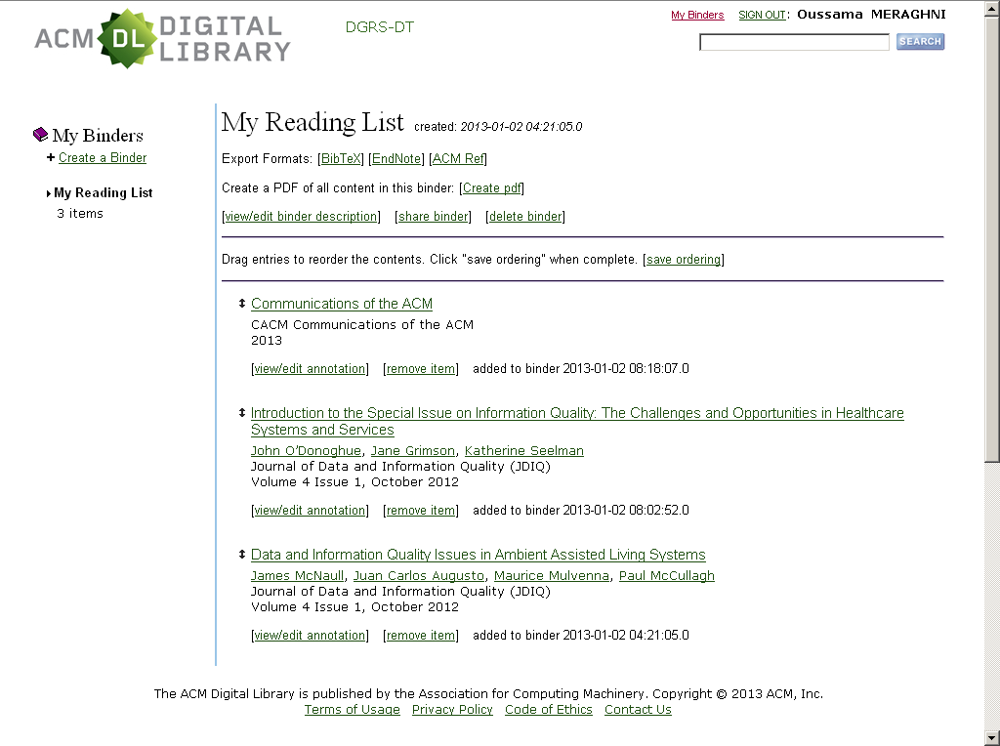 ACM DL DIGITAL LIBRARY
DGRS-DT
My Binders SIGN OUT: Oussama MERAGHNI
SEARCH
My Binders
+ Create a Binder
My Reading List
3 items
My Reading List created: 2013-01-02 04:21:05.0
Export Formats: [BibTeX] [EndNote] [ACM Ref]
Create a PDF of all content in this binder: [Create pdf]
[view/edit binder description] [share binder] [delete binder]
Drag entries to reorder the contents. Click "save ordering" when complete. [save ordering]
Communications of the ACM
CACM Communications of the ACM
2013
[view/edit annotation] [remove item] added to binder 2013-01-02 08:18:07.0
Introduction to the Special Issue on Information Quality: The Challenges and Opportunities in Healthcare
Systems and Services
John O'Donoghue, Jane Grimson, Katherine Seelman
Journal of Data and Information Quality (JDIQ)
Volume 4 Issue 1, October 2012
[view/edit annotation] [remove item] added to binder 2013-01-02 08:02:52.0
Data and Information Quality Issues in Ambient Assisted Living Systems
James McNaull, Juan Carlos Augusto, Maurice Mulvenna, Paul McCullagh
Journal of Data and Information Quality (JDIQ)
Volume 4 Issue 1, October 2012
[view/edit annotation] [remove item] added to binder 2013-01-02 04:21:05.0
The ACM Digital Library is published by the Association for Computing Machinery. Copyright © 2013 ACM, Inc.
Terms of Usage Privacy Policy Code of Ethics Contact Us